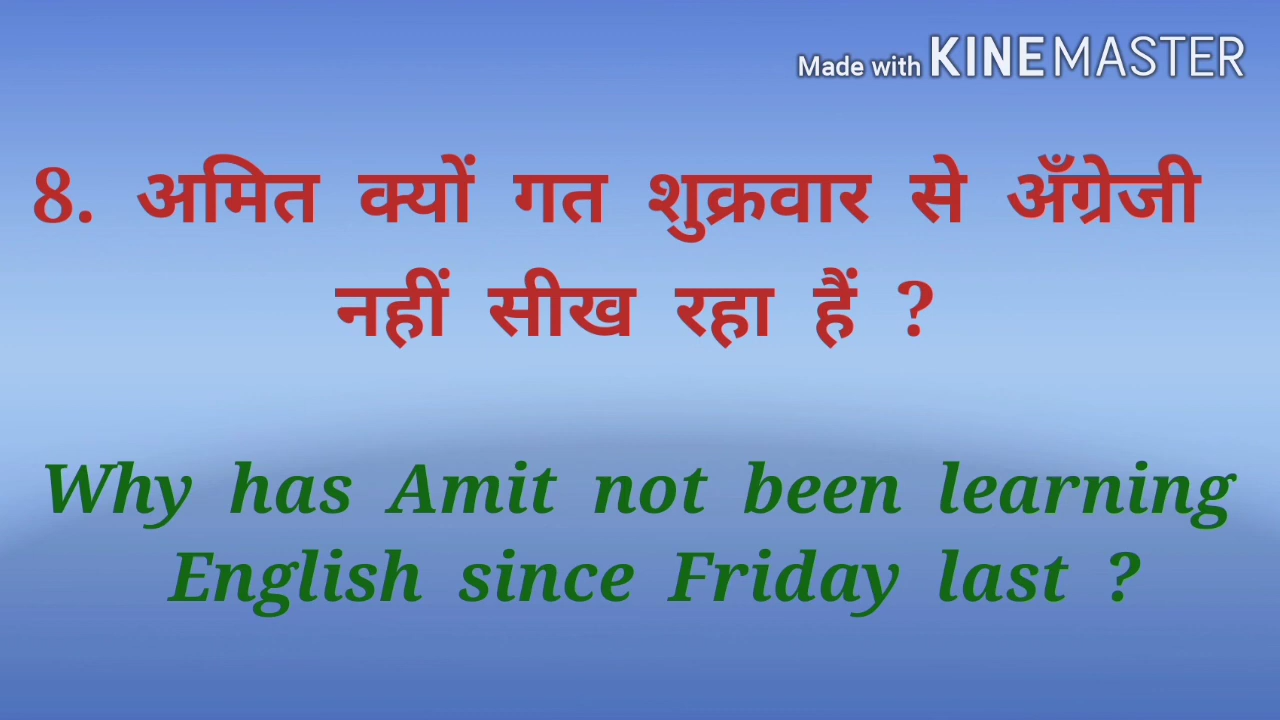 Made with KINEMASTER
8. अमित क्यों गत शुक्रवार से अँग्रेजी
नहीं सीख रहा हैं ?
Why has Amit not been learning
English since Friday last ?